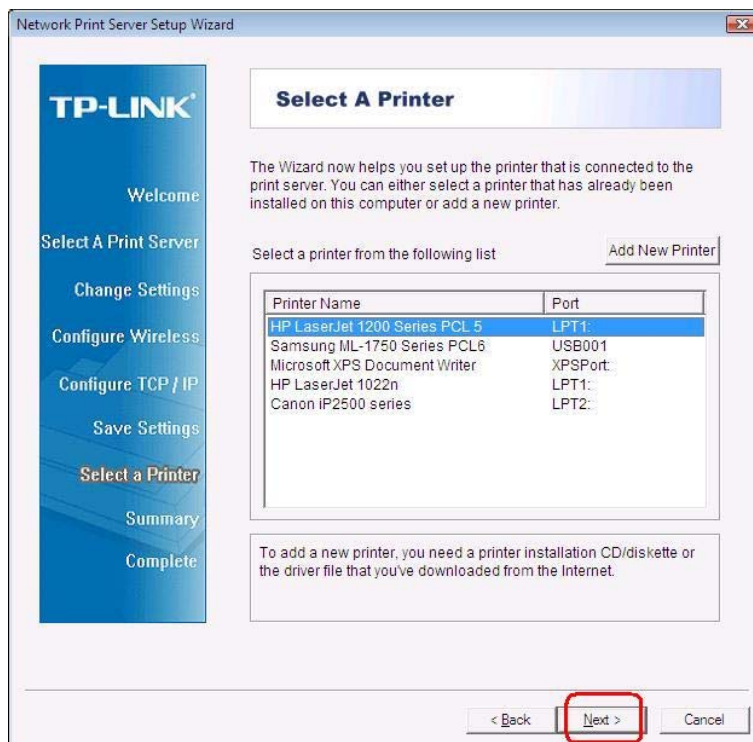 Network Print Server Setup Wizard
TP-LINK
Welcome
Select A Print Server
Change Settings
Configure Wireless
Configure TCP / IP
Save Settings
Select a Printer
Summary
Complete
Select A Printer
The Wizard now helps you set up the printer that is connected to the
print server. You can either select a printer that has already been
installed on this computer or add a new printer.
Select a printer from the following list
Add New Printer
Printer Name Port
HP LaserJet 1200 Series PCL 5 LPT1:
Samsung ML-1750 Series PCL6 USB001
Microsoft XPS Document Writer XPSPort:
HP LaserJet 1022n LPT1:
Canon iP2500 series LPT2:
To add a new printer, you need a printer installation CD/diskette or
the driver file that you've downloaded from the Internet.
< Back Next > Cancel